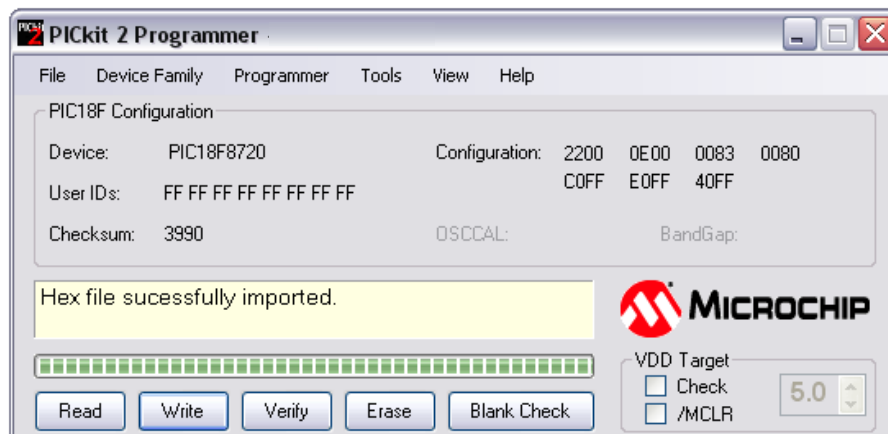 PICkit 2 Programmer
File Device Family Programmer Tools View Help
PIC18F Configuration
Device: PIC18F8720 Configuration: 2200 0E00 0083 0080
C0FF E0FF 40FF
User IDs: FF FF FF FF FF FF FF FF
Checksum: 3990 OSCCAL: BandGap:
Hex file sucessfully imported.
MICROCHIP
VDD Target
Check
5.0
/MCLR
Read Write Verify Erase Blank Check